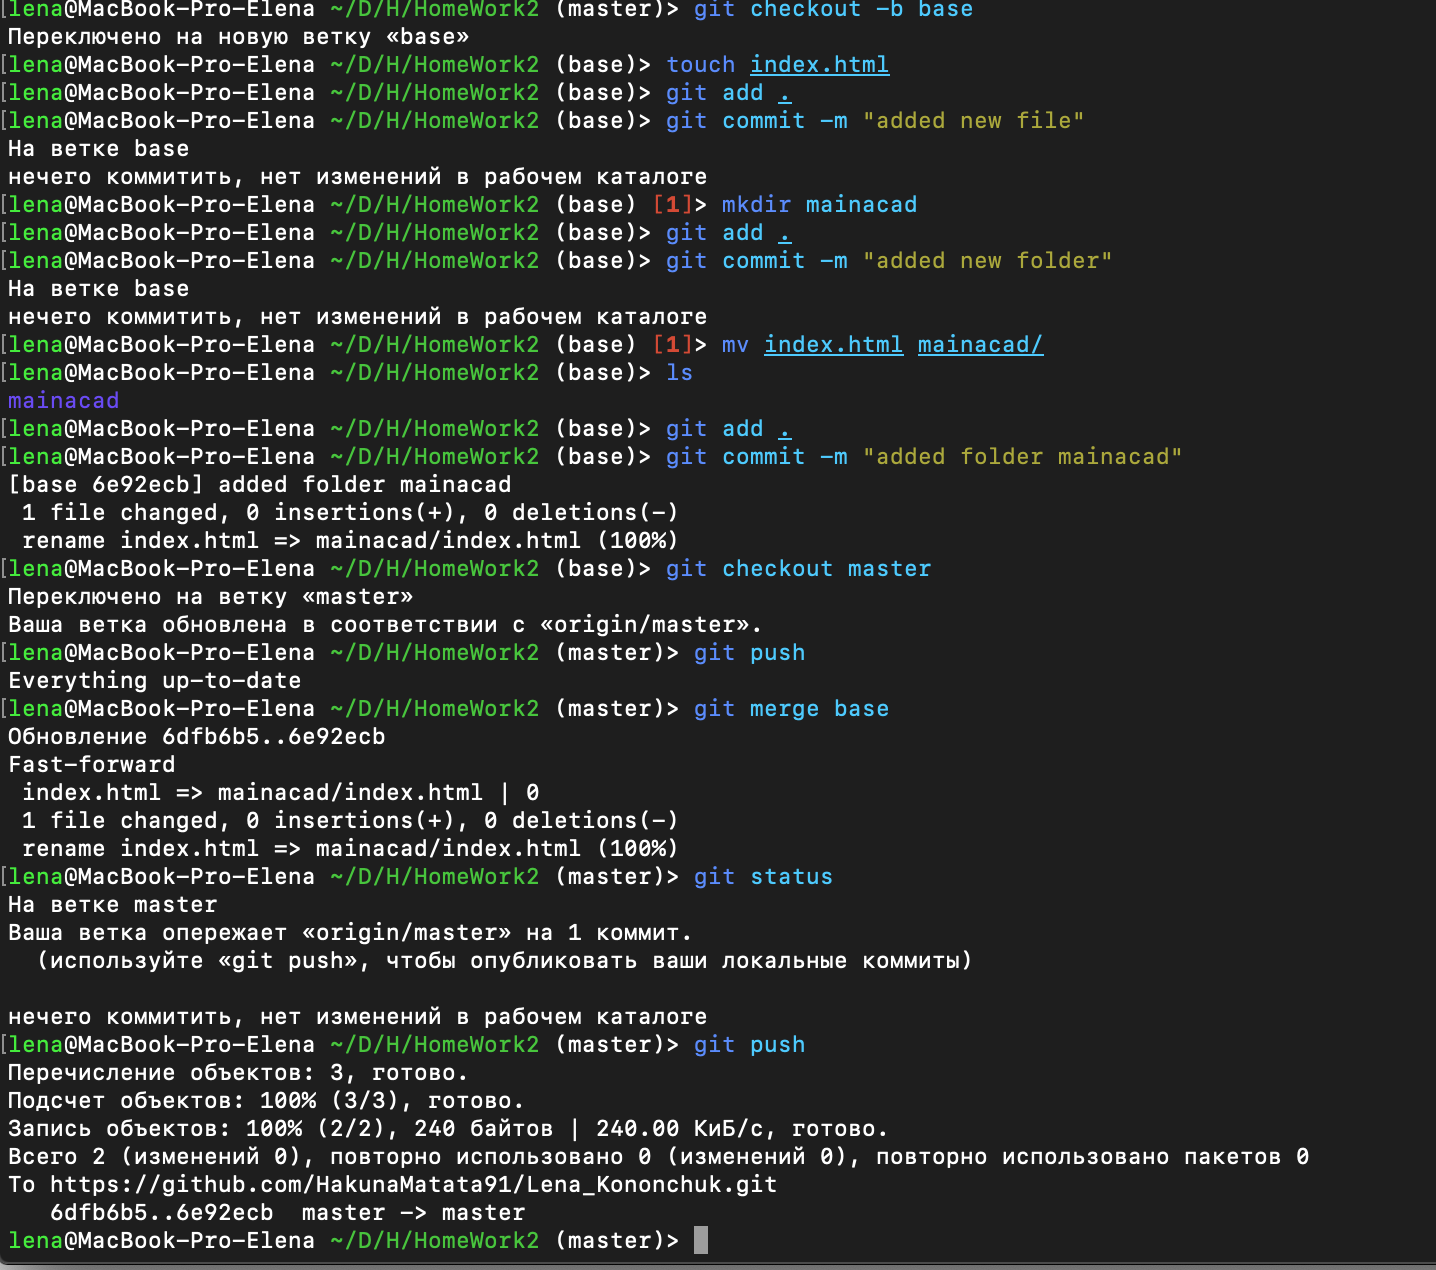 [lena@MacBook-Pro-Elena ~/D/H/HomeWork2 (master)> git checkout -b base
Переключено на новую ветку «base»
[lena@MacBook-Pro-Elena ~/D/H/HomeWork2 (base)> touch index.html
[lena@MacBook-Pro-Elena ~/D/H/HomeWork2 (base)> git add .
[lena@MacBook-Pro-Elena ~/D/H/HomeWork2 (base)> git commit -m "added new file"
На ветке base
нечего коммитить, нет изменений в рабочем каталоге
[lena@MacBook-Pro-Elena ~/D/H/HomeWork2 (base) [1]> mkdir mainacad
[lena@MacBook-Pro-Elena ~/D/H/HomeWork2 (base)> git add .
[lena@MacBook-Pro-Elena ~/D/H/HomeWork2 (base)> git commit -m "added new folder"
На ветке base
нечего коммитить, нет изменений в рабочем каталоге
[lena@MacBook-Pro-Elena ~/D/H/HomeWork2 (base) [1]> mv index.html mainacad/
[lena@MacBook-Pro-Elena ~/D/H/HomeWork2 (base)> ls
mainacad
[lena@MacBook-Pro-Elena ~/D/H/HomeWork2 (base)> git add .
[lena@MacBook-Pro-Elena ~/D/H/HomeWork2 (base)> git commit -m "added folder mainacad"
[base 6e92ecb] added folder mainacad
 1 file changed, 0 insertions(+), 0 deletions(-)
 rename index.html => mainacad/index.html (100%)
[lena@MacBook-Pro-Elena ~/D/H/HomeWork2 (base)> git checkout master
Переключено на ветку «master»
Ваша ветка обновлена в соответствии с «origin/master».
[lena@MacBook-Pro-Elena ~/D/H/HomeWork2 (master)> git push
Everything up-to-date
[lena@MacBook-Pro-Elena ~/D/H/HomeWork2 (master)> git merge base
Обновление 6dfb6b5..6e92ecb
Fast-forward
 index.html => mainacad/index.html | 0
 1 file changed, 0 insertions(+), 0 deletions(-)
 rename index.html => mainacad/index.html (100%)
[lena@MacBook-Pro-Elena ~/D/H/HomeWork2 (master)> git status
На ветке master
Ваша ветка опережает «origin/master» на 1 коммит.
  (используйте «git push», чтобы опубликовать ваши локальные коммиты)
нечего коммитить, нет изменений в рабочем каталоге
[lena@MacBook-Pro-Elena ~/D/H/HomeWork2 (master)> git push
Перечисление объектов: 3, готово.
Подсчет объектов: 100% (3/3), готово.
Запись объектов: 100% (2/2), 240 байтов | 240.00 КиБ/с, готово.
Всего 2 (изменений 0), повторно использовано 0 (изменений 0), повторно использовано пакетов 0
To https://github.com/HakunaMatata91/Lena_Kononchuk.git
   6dfb6b5..6e92ecb  master -> master
lena@MacBook-Pro-Elena ~/D/H/HomeWork2 (master)>